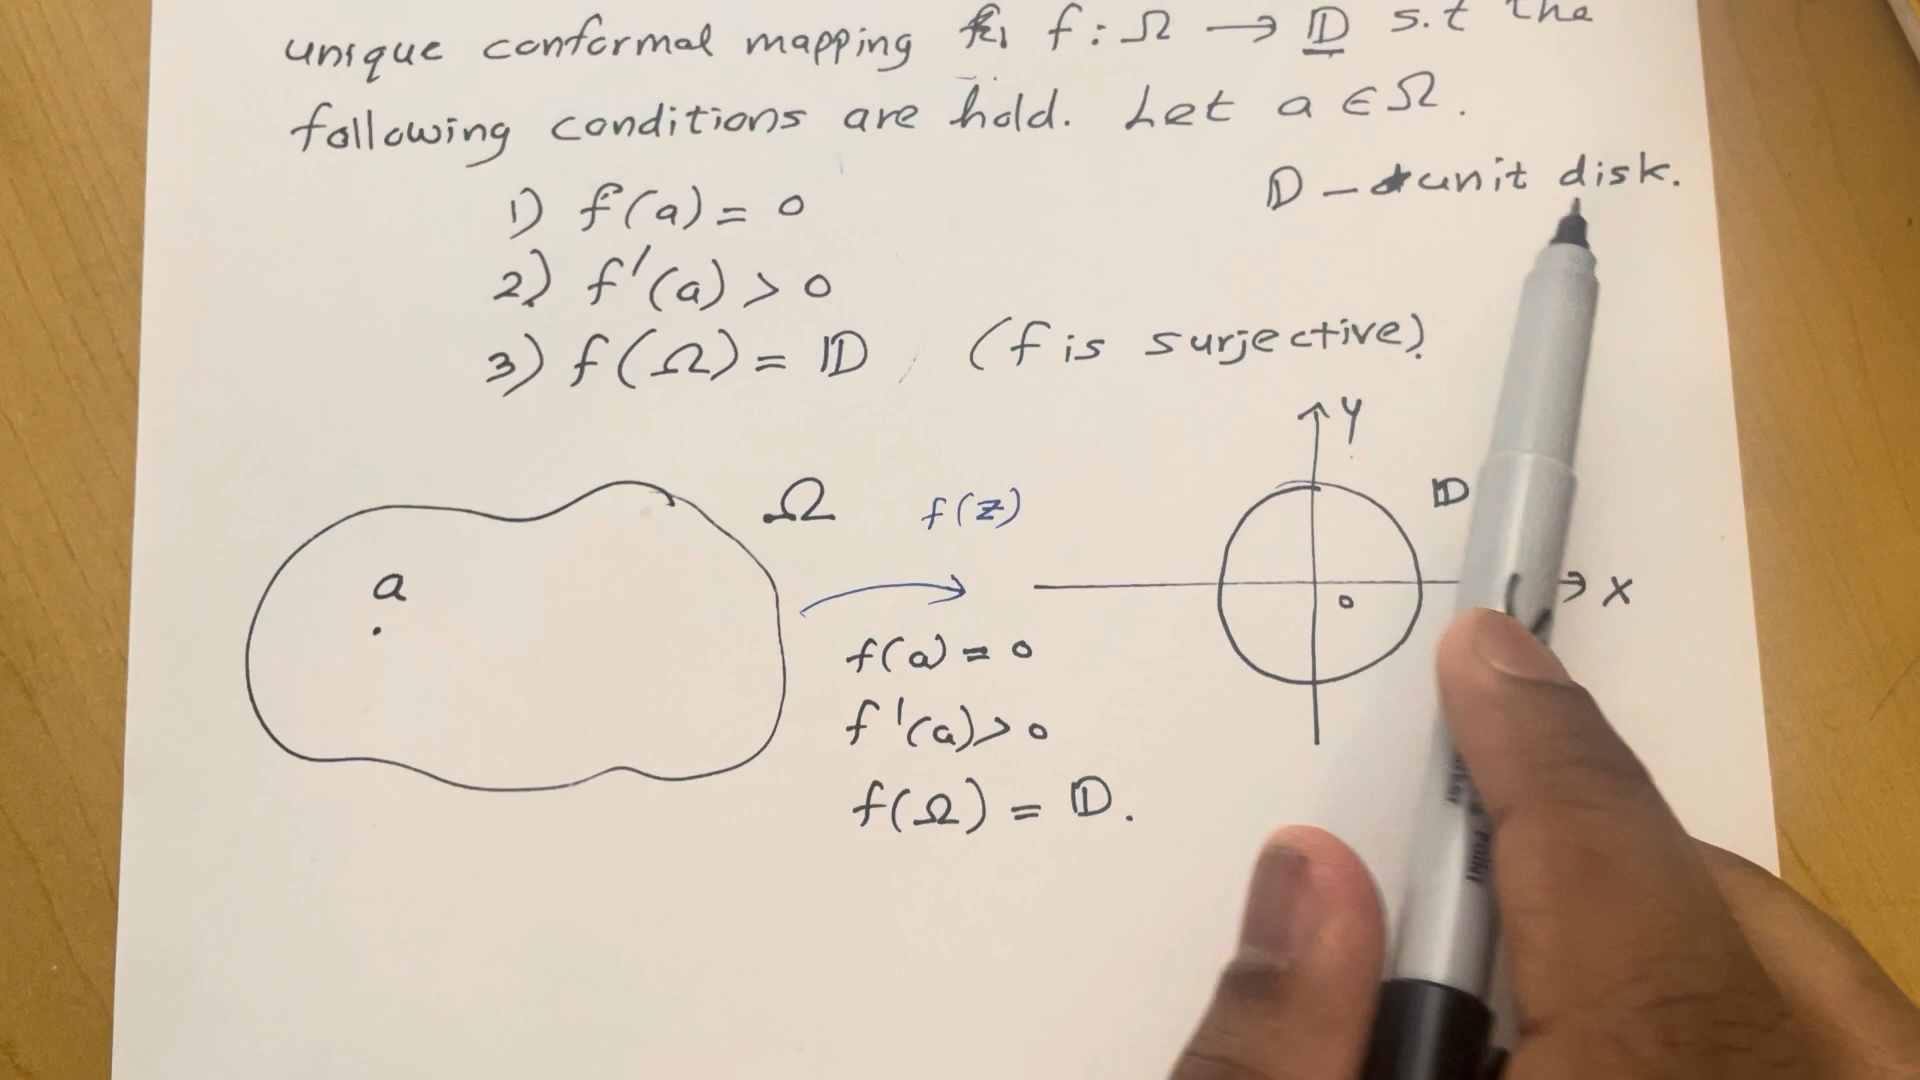 unique conformal mapping f : Ω → 𝔻 s.t the
following conditions are hold. Let a ∈ Ω.
𝔻 – unit disk.
1) f(a) = 0
2) f'(a) > 0
3) f(Ω) = 𝔻 (f is surjective)
Y
Ω
f(z)
𝔻
a
0
X
f(a) = 0
f'(a) > 0
f(Ω) = 𝔻.